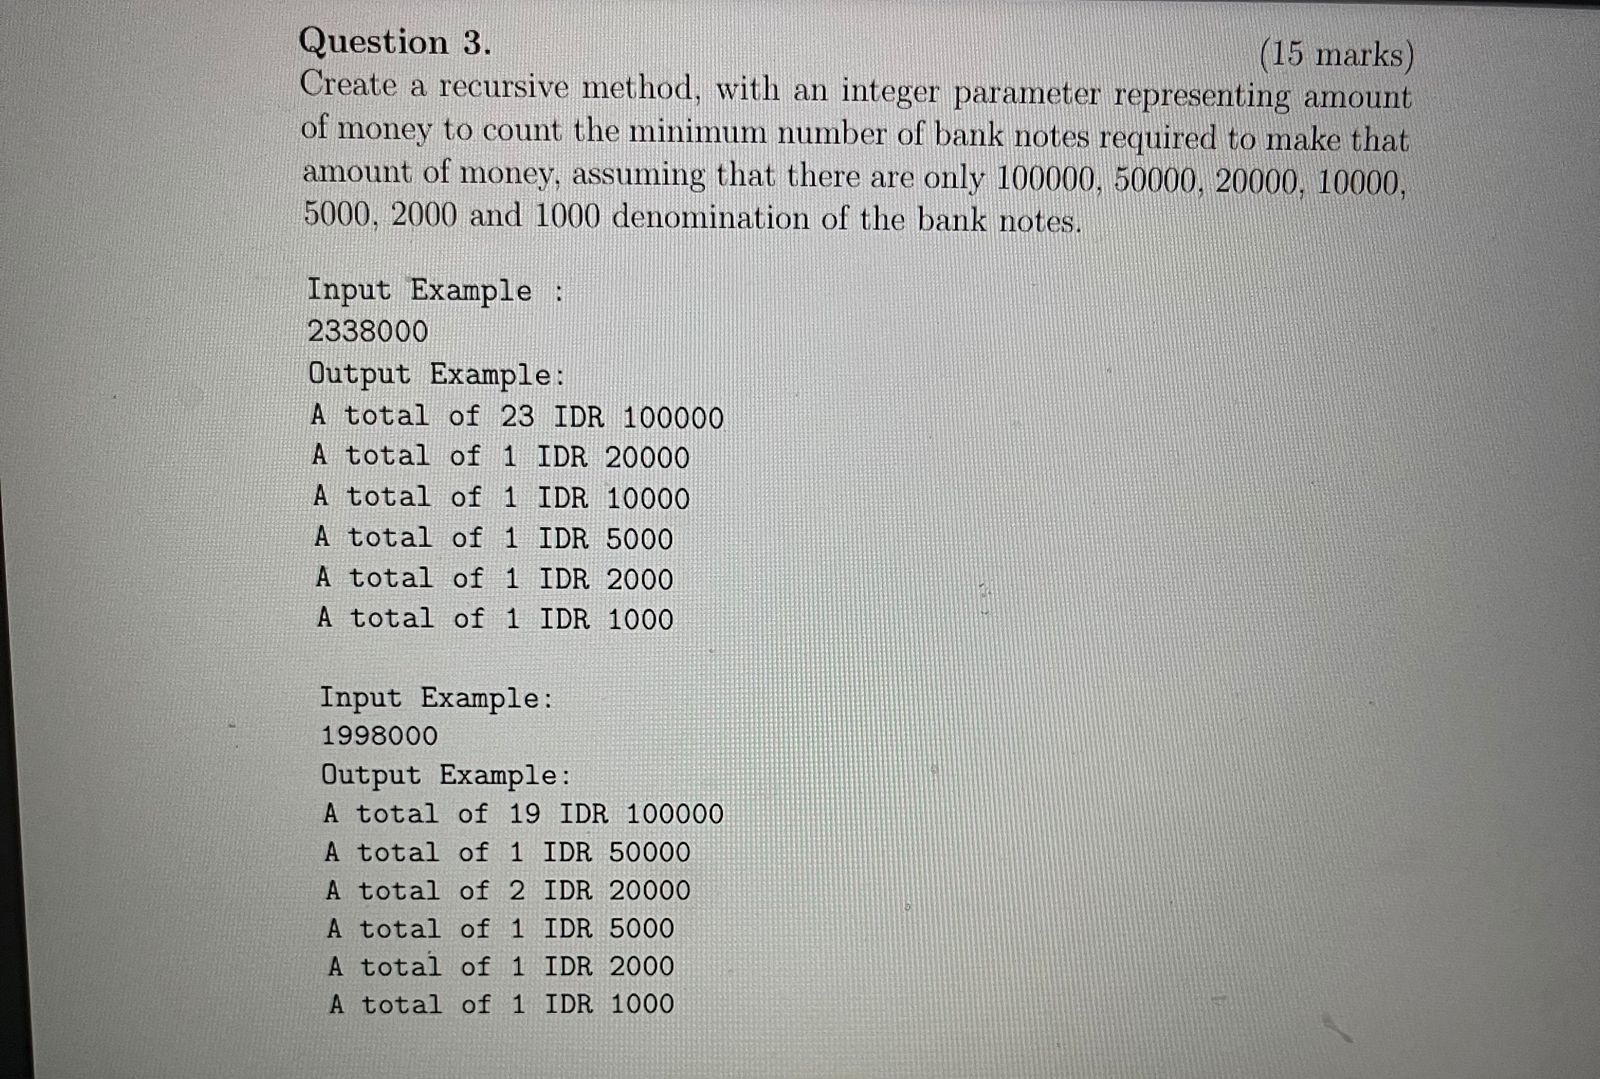 Question 3.
(15 marks)
Create a recursive method, with an integer parameter representing amount
of money to count the minimum number of bank notes required to make that
amount of money, assuming that there are only 100000, 50000, 20000, 10000,
5000, 2000 and 1000 denomination of the bank notes.
Input Example :
2338000
Output Example:
A total of 23 IDR 100000
A total of 1 IDR 20000
A total of 1 IDR 10000
A total of 1 IDR 5000
A total of 1 IDR 2000
A total of 1 IDR 1000
Input Example:
1998000
Output Example:
A total of 19 IDR 100000
A total of 1 IDR 50000
A total of 2 IDR 20000
A total of 1 IDR 5000
A total of 1 IDR 2000
A total of 1 IDR 1000